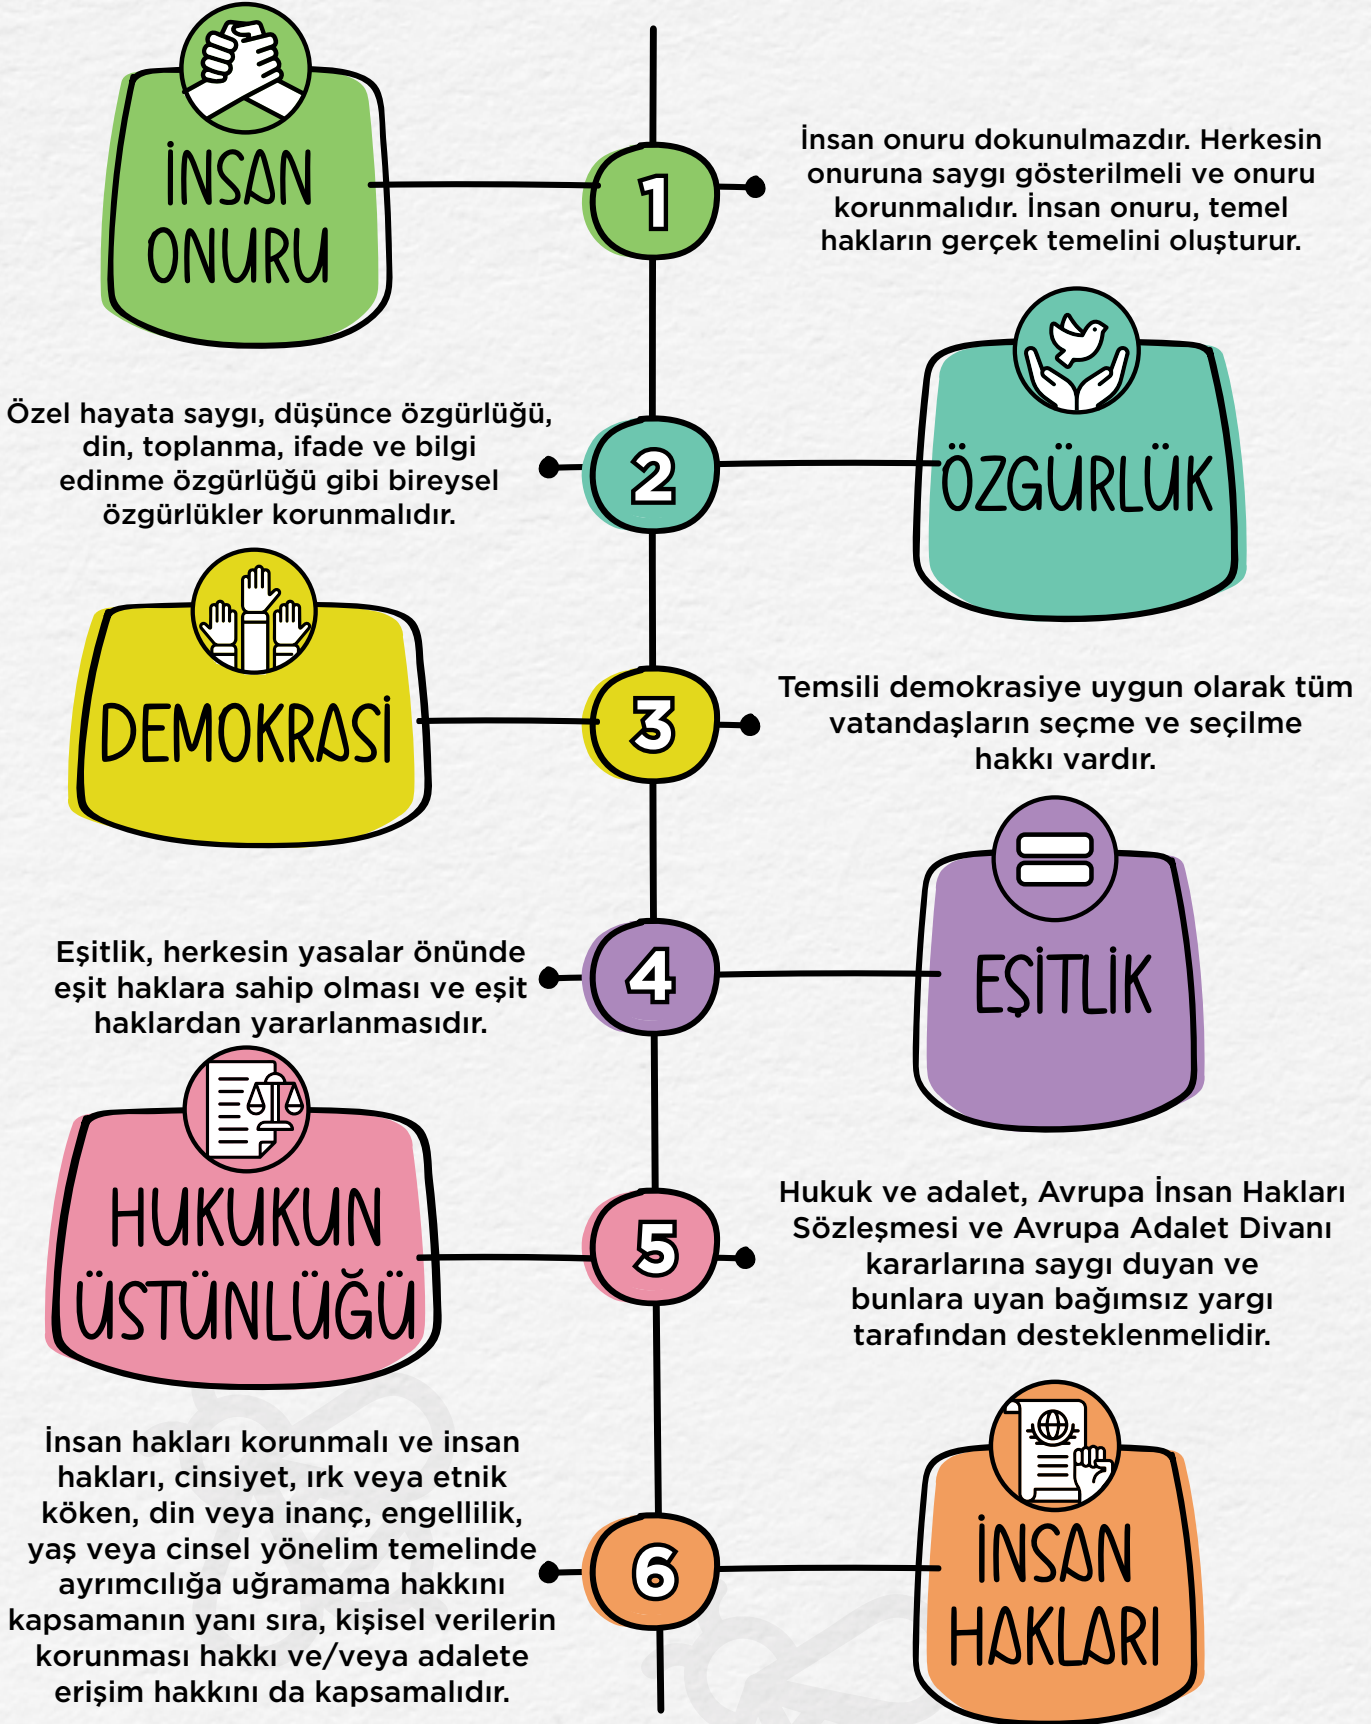 İNSAN
ONURU
1
İnsan onuru dokunulmazdır. Herkesin
onuruna saygı gösterilmeli ve onuru
korunmalıdır. İnsan onuru, temel
hakların gerçek temelini oluşturur.
ÖZGÜRLÜK
2
Özel hayata saygı, düşünce özgürlüğü,
din, toplanma, ifade ve bilgi
edinme özgürlüğü gibi bireysel
özgürlükler korunmalıdır.
DEMOKRASİ
3
Temsili demokrasiye uygun olarak tüm
vatandaşların seçme ve seçilme
hakkı vardır.
EŞİTLİK
4
Eşitlik, herkesin yasalar önünde
eşit haklara sahip olması ve eşit
haklardan yararlanmasıdır.
HUKUKUN
ÜSTÜNLÜĞÜ
5
Hukuk ve adalet, Avrupa İnsan Hakları
Sözleşmesi ve Avrupa Adalet Divanı
kararlarına saygı duyan ve
bunlara uyan bağımsız yargı
tarafından desteklenmelidir.
İNSAN
HAKLARI
6
İnsan hakları korunmalı ve insan
hakları, cinsiyet, ırk veya etnik
köken, din veya inanç, engellilik,
yaş veya cinsel yönelim temelinde
ayrımcılığa uğramama hakkını
kapsamanın yanı sıra, kişisel verilerin
korunması hakkı ve/veya adalete
erişim hakkını da kapsamalıdır.